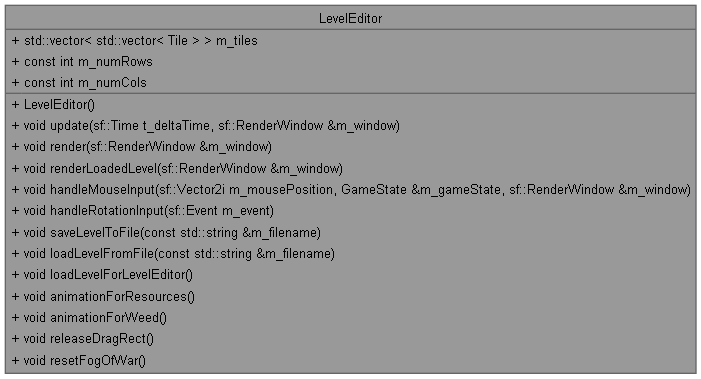 LevelEditor
+ std::vector< std::vector< Tile > > m_tiles
+ const int m_numRows
+ const int m_numCols
+ LevelEditor()
+ void update(sf::Time t_deltaTime, sf::RenderWindow &m_window)
+ void render(sf::RenderWindow &m_window)
+ void renderLoadedLevel(sf::RenderWindow &m_window)
+ void handleMouseInput(sf::Vector2i m_mousePosition, GameState &m_gameState, sf::RenderWindow &m_window)
+ void handleRotationInput(sf::Event m_event)
+ void saveLevelToFile(const std::string &m_filename)
+ void loadLevelFromFile(const std::string &m_filename)
+ void loadLevelForLevelEditor()
+ void animationForResources()
+ void animationForWeed()
+ void releaseDragRect()
+ void resetFogOfWar()